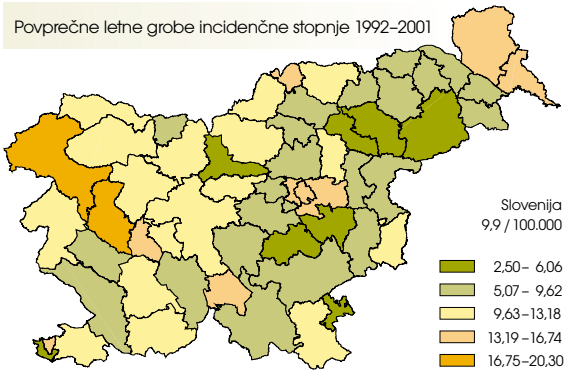 Povprečne letne grobe incidenčne stopnje 1992–2001
Slovenija
9,9 / 100.000
2,50 – 6,06
5,07 – 9,62
9,63 –13,18
13,19 –16,74
16,75–20,30